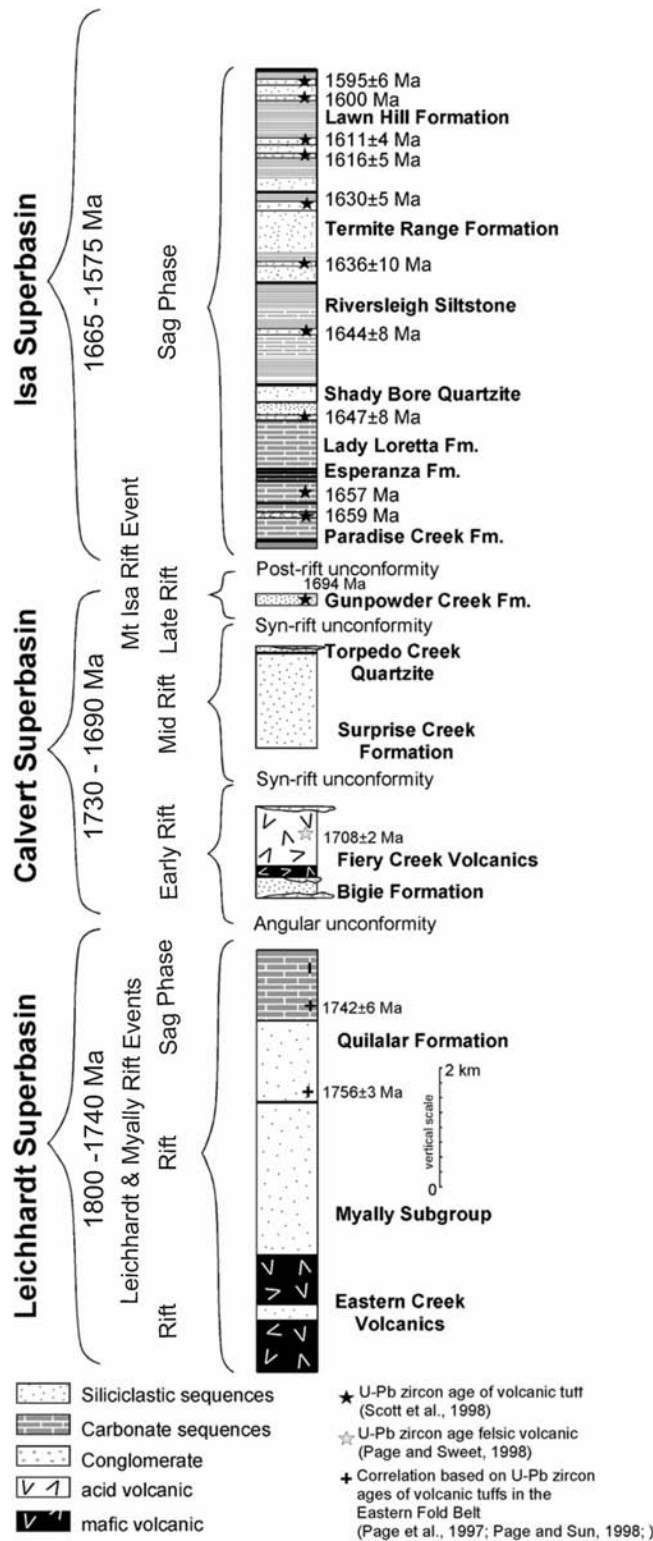 Isa Superbasin
1665 -1575 Ma
Sag Phase
1595±6 Ma
1600 Ma
Lawn Hill Formation
1611±4 Ma
1616±5 Ma
1630±5 Ma
Termite Range Formation
1636±10 Ma
Riversleigh Siltstone
1644±8 Ma
Shady Bore Quartzite
1647±8 Ma
Lady Loretta Fm.
Esperanza Fm.
1657 Ma
1659 Ma
Paradise Creek Fm.
Post-rift unconformity
Calvert Superbasin
1730 - 1690 Ma
Mt Isa Rift Event
Late Rift
1694 Ma
Gunpowder Creek Fm.
Syn-rift unconformity
Mid Rift
Torpedo Creek
Quartzite
Surprise Creek
Formation
Syn-rift unconformity
Early Rift
1708±2 Ma
Fiery Creek Volcanics
Bigie Formation
Angular unconformity
Leichhardt Superbasin
1800 -1740 Ma
Leichhardt & Myally Rift Events
Sag Phase
Rift
Rift
1742±6 Ma
Quilalar Formation
1756±3 Ma
2 km
vertical scale
0
Myally Subgroup
Eastern Creek
Volcanics
Siliciclastic sequences
Carbonate sequences
Conglomerate
acid volcanic
mafic volcanic
U-Pb zircon age of volcanic tuff
(Scott et al., 1998)
U-Pb zircon age felsic volcanic
(Page and Sweet, 1998)
Correlation based on U-Pb zircon
ages of volcanic tuffs in the
Eastern Fold Belt
(Page et al., 1997; Page and Sun, 1998; )